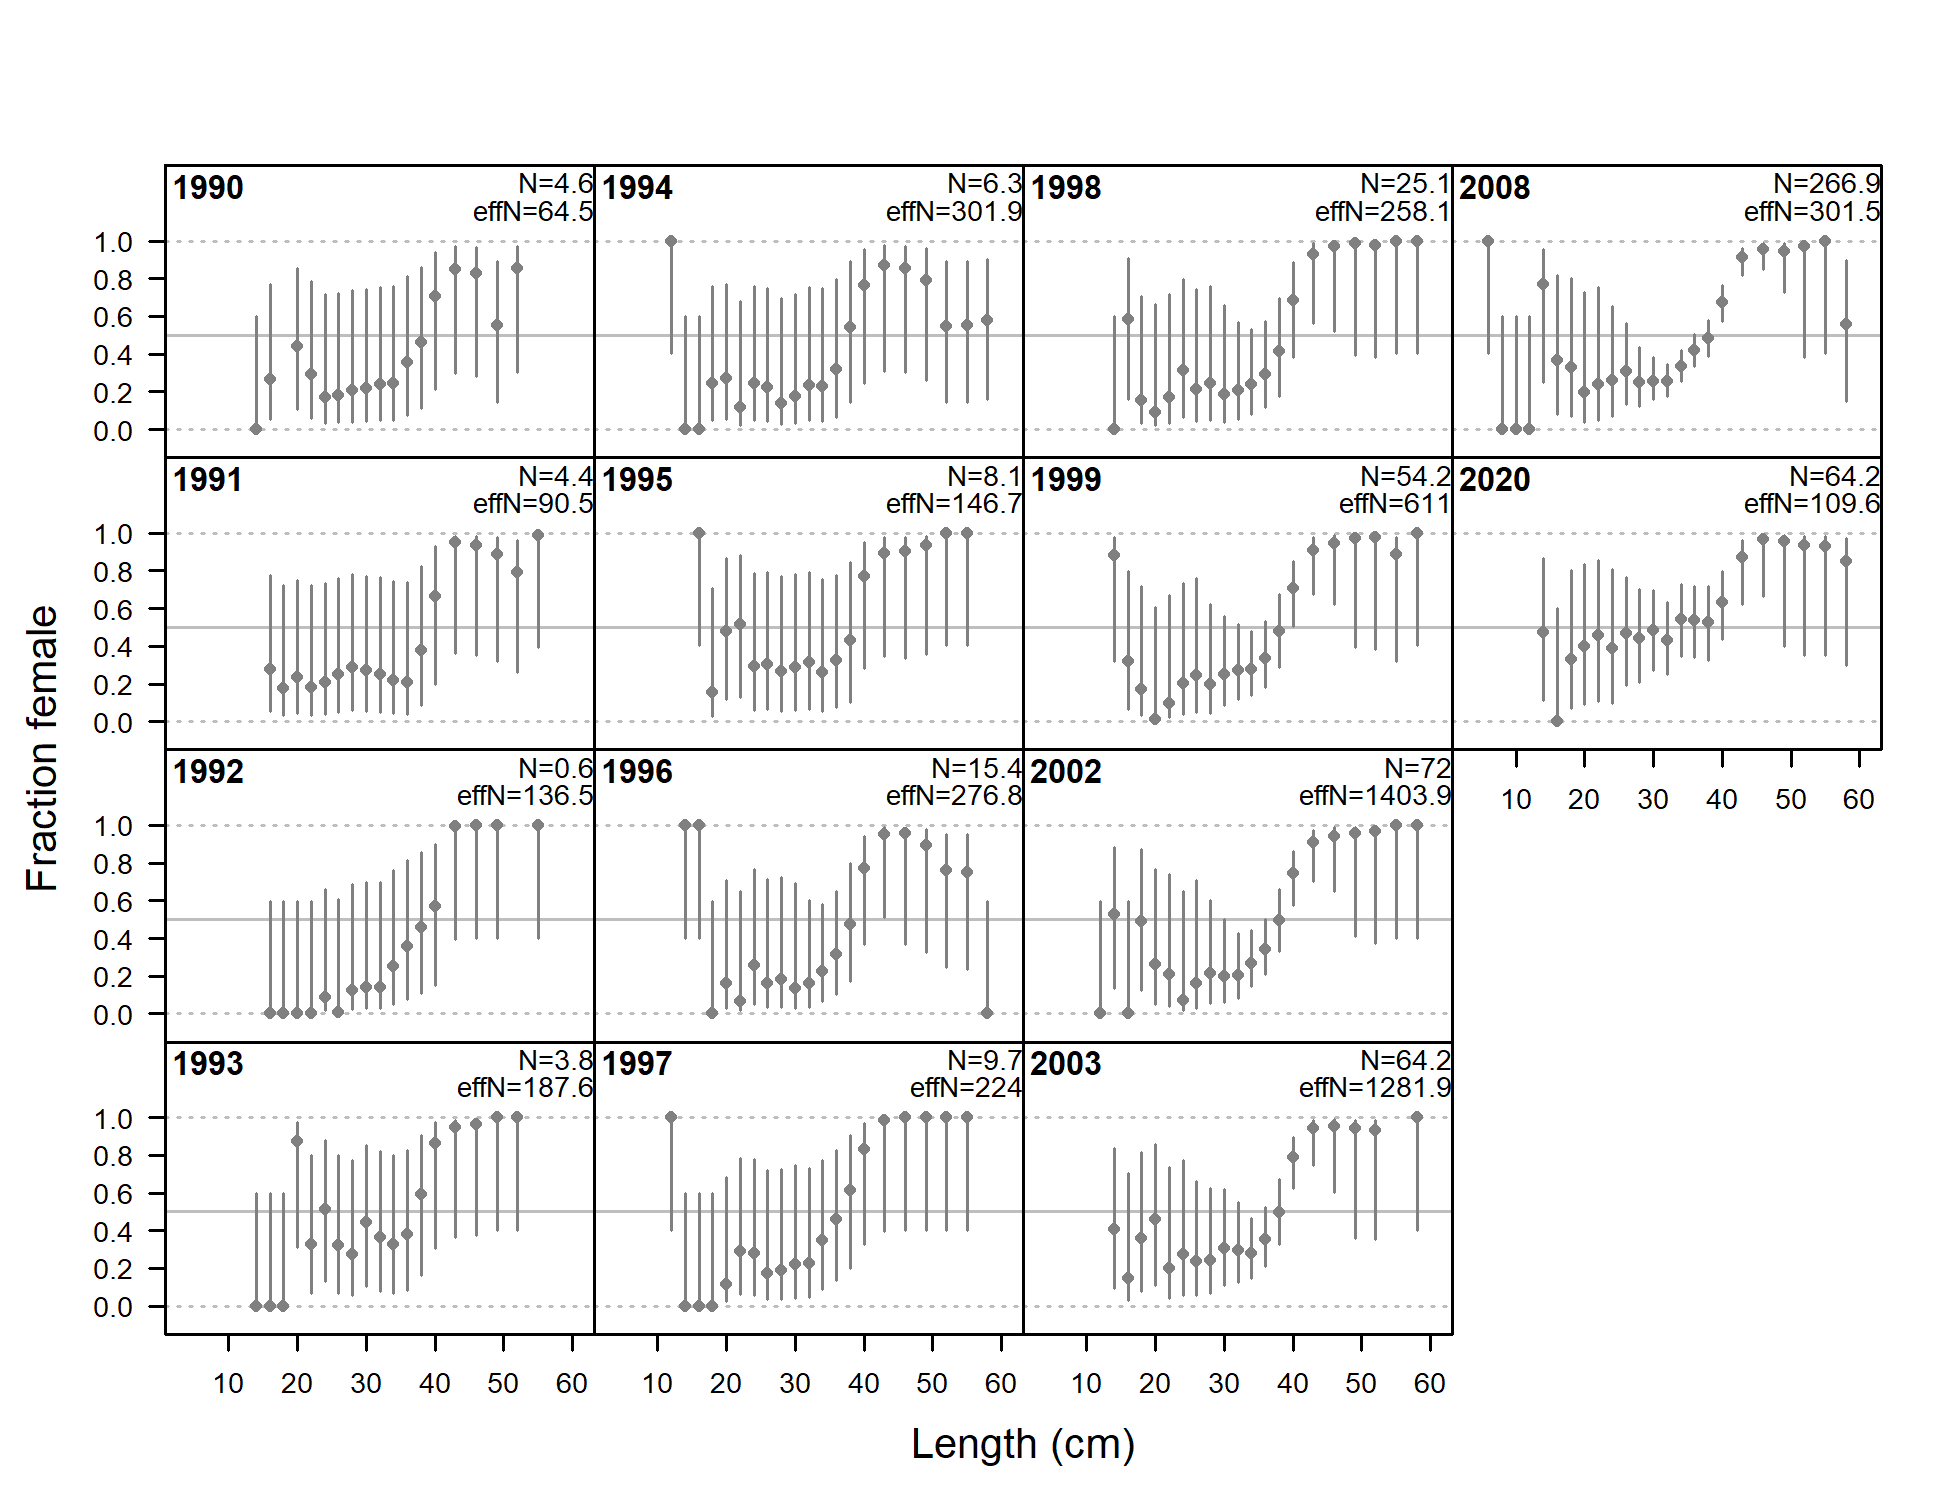 1990
N=4.6
effN=64.5
1994
N=6.3
effN=301.9
1998
N=25.1
effN=258.1
2008
N=266.9
effN=301.5
1.0
0.8
0.6
0.4
0.2
0.0
1991
N=4.4
effN=90.5
1995
N=8.1
effN=146.7
1999
N=54.2
effN=611
2020
N=64.2
effN=109.6
1.0
0.8
0.6
0.4
0.2
0.0
10 20 30 40 50 60
1992
N=0.6
effN=136.5
1996
N=15.4
effN=276.8
2002
N=72
effN=1403.9
1.0
0.8
0.6
0.4
0.2
0.0
1993
N=3.8
effN=187.6
1997
N=9.7
effN=224
2003
N=64.2
effN=1281.9
1.0
0.8
0.6
0.4
0.2
0.0
10 20 30 40 50 60
10 20 30 40 50 60
10 20 30 40 50 60
Fraction female
Length (cm)